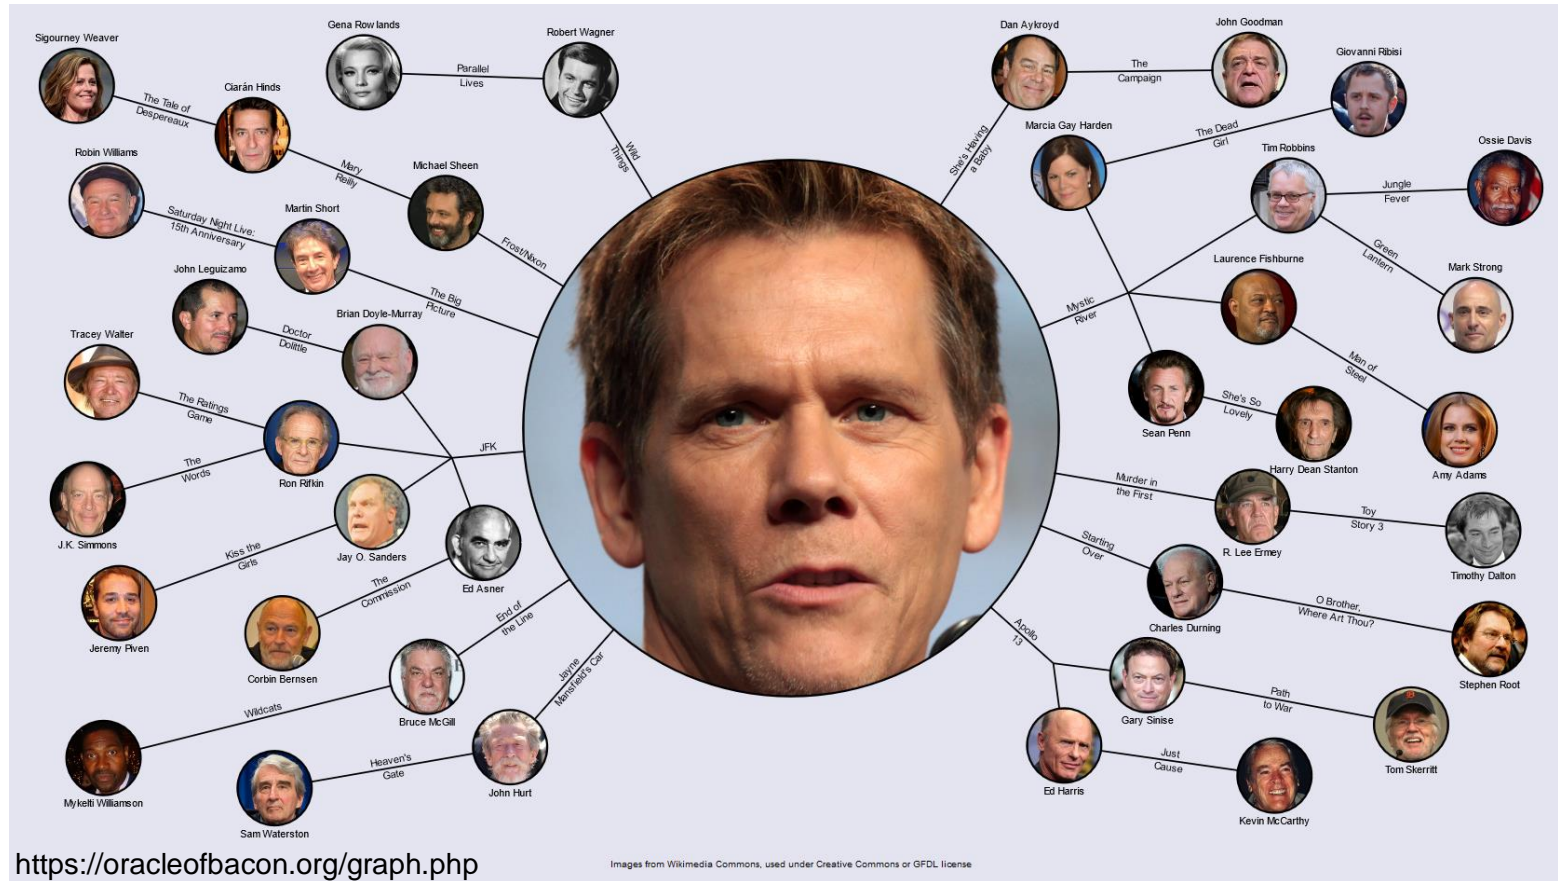 Sigourney Weaver
Gena Rowlands
Robert Wagner
Dan Aykroyd
John Goodman
Giovanni Ribisi
Parallel
Lives
The
Campaign
Ciarán Hinds
The Tale of
Despereaux
Marcia Gay Harden
The Dead
Girl
Wild
Things
She's Having
a Baby
Tim Robbins
Ossie Davis
Robin Williams
Michael Sheen
Mary
Reilly
Jungle
Fever
Saturday Night Live:
15th Anniversary
Martin Short
Frost/Nixon
Green
Lantern
John Leguizamo
Laurence Fishburne
Mark Strong
The Big
Picture
Mystic
River
Brian Doyle-Murray
Doctor
Dolittle
Tracey Walter
Man of
Steel
The Ratings
Game
She's So
Lovely
Sean Penn
JFK
The
Words
Ron Rifkin
Harry Dean Stanton
Amy Adams
Murder in
the First
Toy
Story 3
J.K. Simmons
Kiss the
Girls
Jay O. Sanders
Starting
Over
R. Lee Ermey
Timothy Dalton
The
Commission
Ed Asner
End of
the Line
O Brother,
Where Art Thou?
Charles Durning
Jeremy Piven
Apollo
13
Corbin Bernsen
Jayne
Mansfield's Car
Stephen Root
Wildcats
Bruce McGill
Gary Sinise
Path
to War
Heaven's
Gate
Just
Cause
Tom Skerritt
Mykelti Williamson
John Hurt
Ed Harris
Sam Waterston
Kevin McCarthy
https://oracleofbacon.org/graph.php
Images from Wikimedia Commons, used under Creative Commons or GFDL license